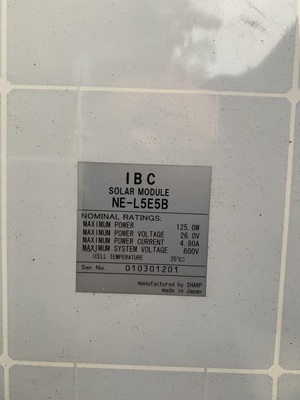 IBC
SOLAR MODULE
NE-L5E5B
NOMINAL RATINGS:
MAXIMUM POWER 125.0W
MAXIMUM POWER VOLTAGE 26.0V
MAXIMUM POWER CURRENT 4.80A
MAXIMUM SYSTEM VOLTAGE 600V
(CELL TEMPERATURE 25℃)
Ser. No. 010301201
manufactured by SHARP
made in Japan